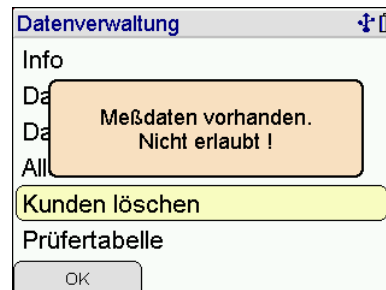 Datenverwaltung
Info
Da
Meßdaten vorhanden.
Da
Nicht erlaubt !
All
Kunden löschen
Prüfertabelle
OK